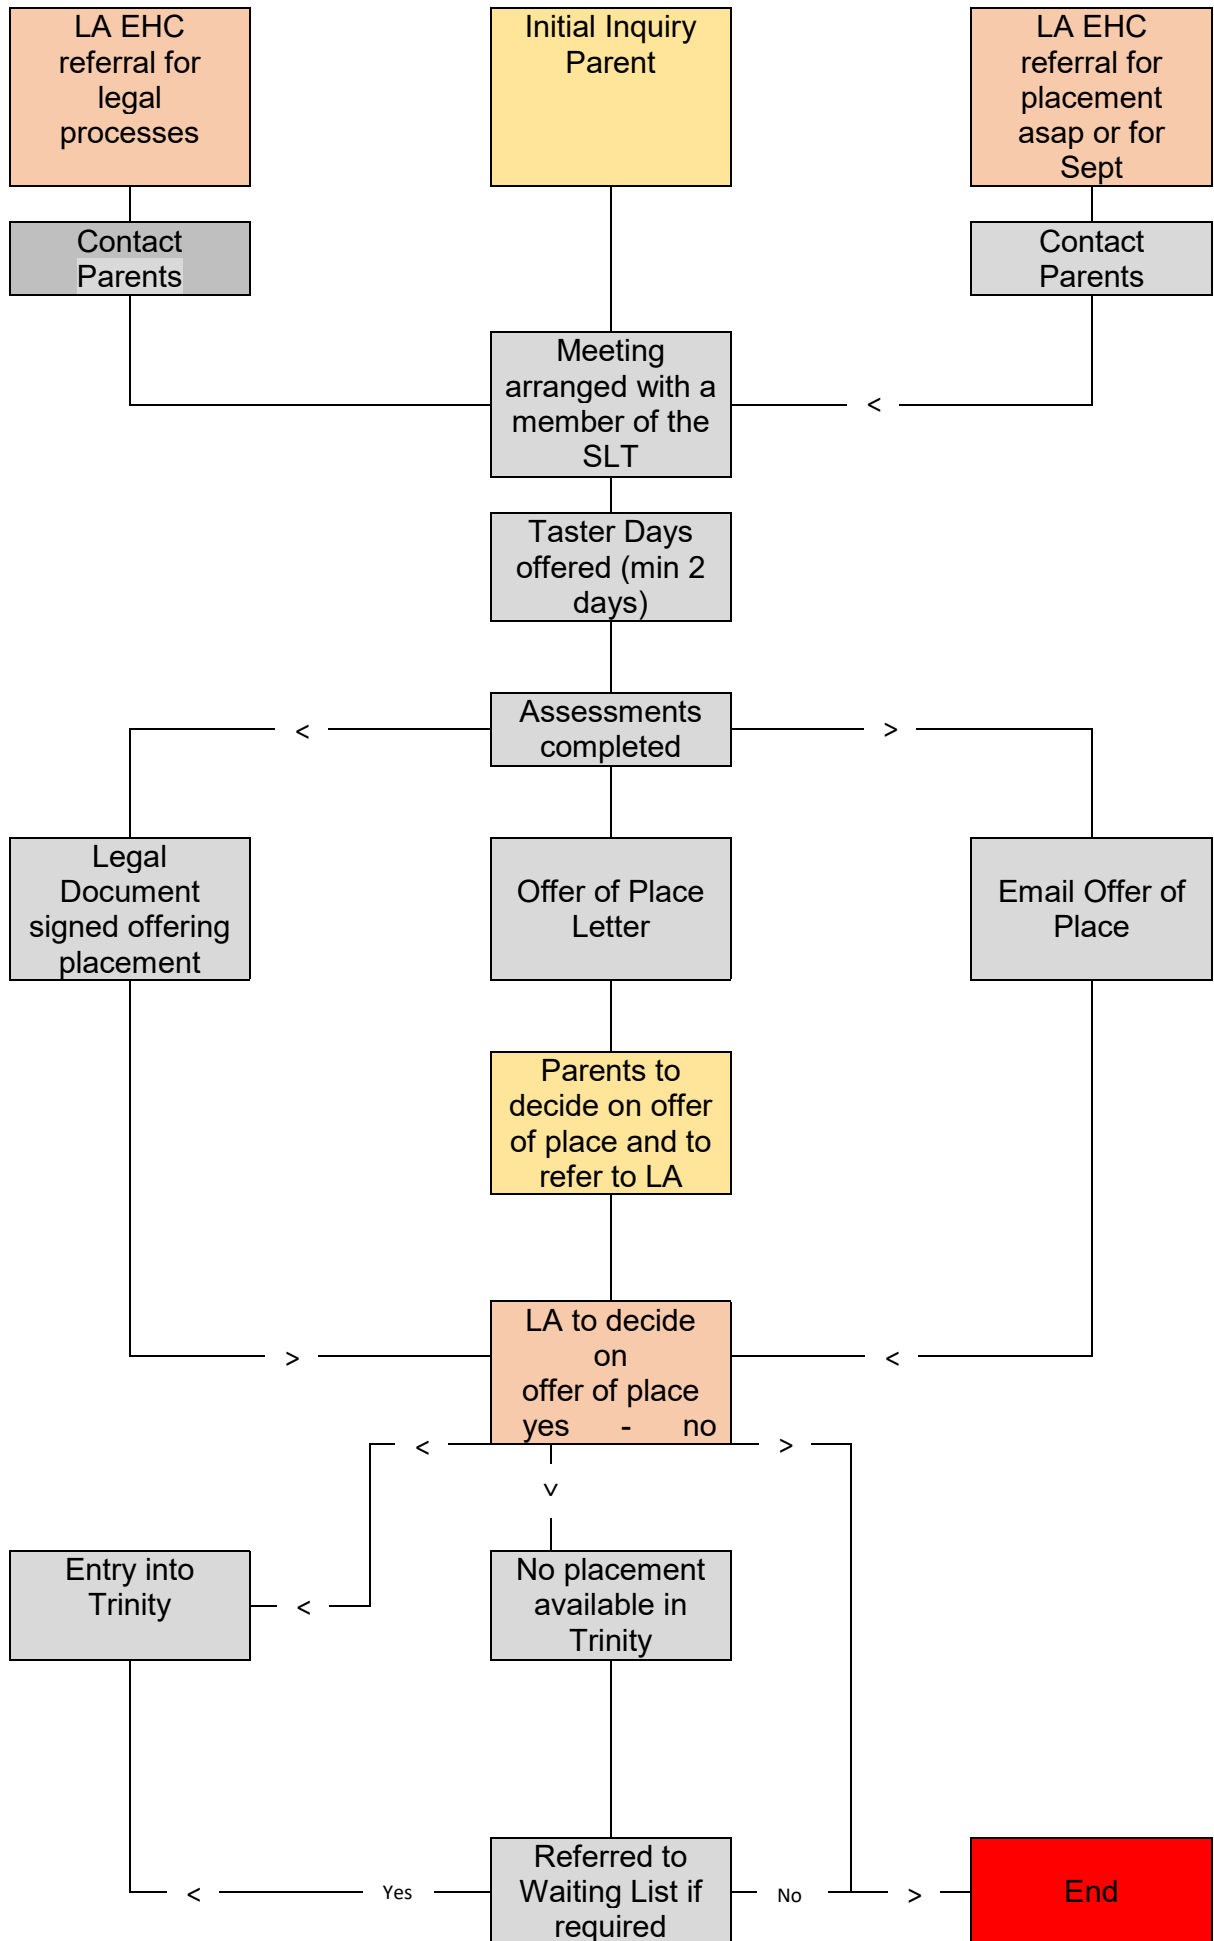 LA EHC
referral for
legal
processes
Initial Inquiry
Parent
LA EHC
referral for
placement
asap or for
Sept
Contact
Parents
Contact
Parents
Meeting
arranged with a
member of the
SLT
<
Taster Days
offered (min 2
days)
<
Assessments
completed
>
Legal
Document
signed offering
placement
Offer of Place
Letter
Email Offer of
Place
Parents to
decide on offer
of place and to
refer to LA
>
LA to decide
on
offer of place
yes - no
<
<
>
v
Entry into
Trinity
<
No placement
available in
Trinity
<
Yes
Referred to
Waiting List if
required
No
>
End